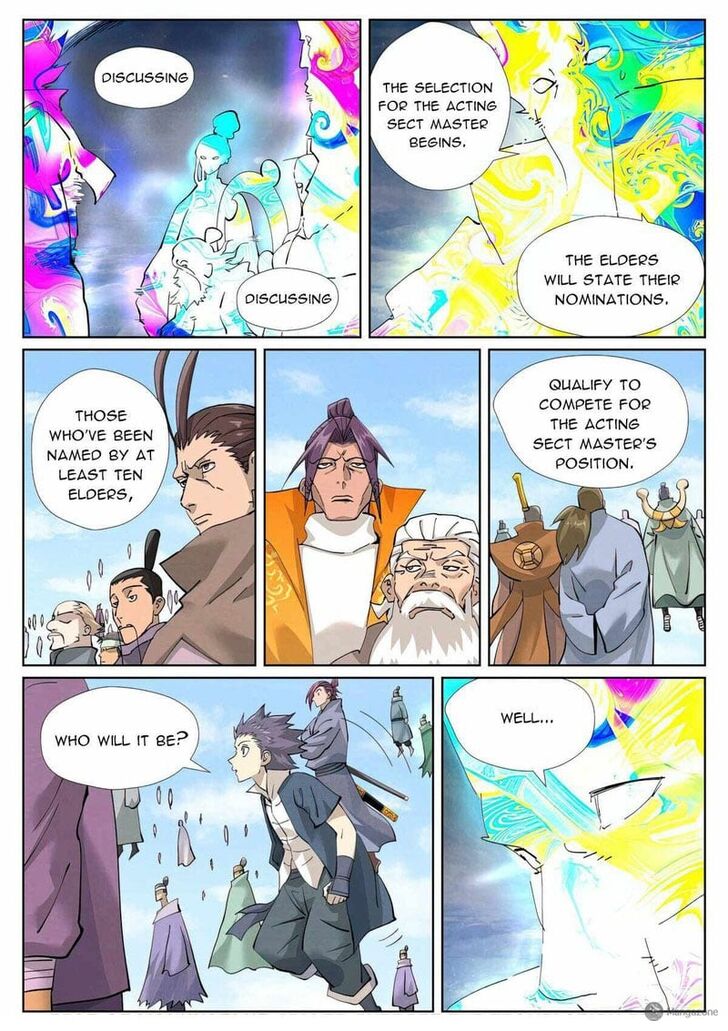 DISCUSSING
DISCUSSING
THE SELECTION
FOR THE ACTING
SECT MASTER
BEGINS.
THE ELDERS
WILL STATE THEIR
NOMINATIONS.
THOSE
WHO'VE BEEN
NAMED BY AT
LEAST TEN
ELDERS,
QUALIFY TO
COMPETE FOR
THE ACTING
SECT MASTER'S
POSITION.
WHO WILL IT BE?
WELL...
Mangazone